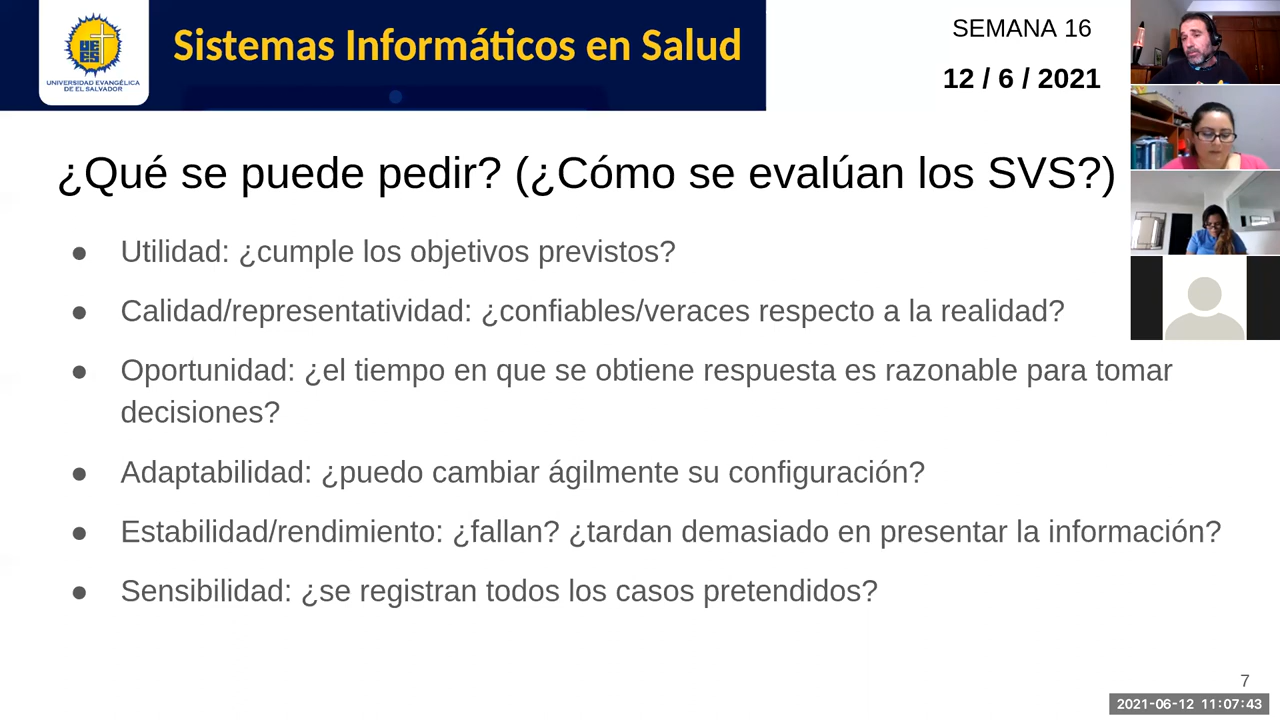 UNIVERSIDAD EVANGÉLICA
DE EL SALVADOR
Sistemas Informáticos en Salud
SEMANA 16
12 / 6 / 2021
¿Qué se puede pedir? (¿Cómo se evalúan los SVS?)
● Utilidad: ¿cumple los objetivos previstos?
● Calidad/representatividad: ¿confiables/veraces respecto a la realidad?
● Oportunidad: ¿el tiempo en que se obtiene respuesta es razonable para tomar
decisiones?
● Adaptabilidad: ¿puedo cambiar ágilmente su configuración?
● Estabilidad/rendimiento: ¿fallan? ¿tardan demasiado en presentar la información?
● Sensibilidad: ¿se registran todos los casos pretendidos?
7
2021-06-12 11:07:43